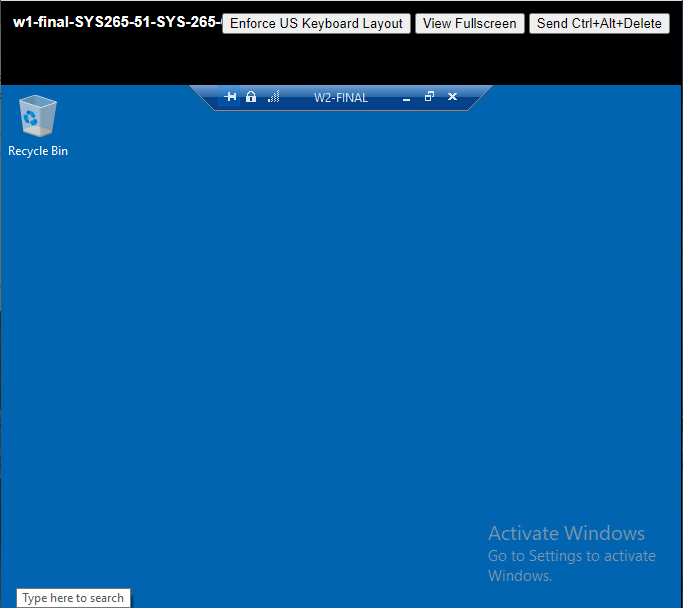 w1-final-SYS265-51-SYS-265-
Enforce US Keyboard Layout
View Fullscreen
Send Ctrl+Alt+Delete
W2-FINAL
Recycle Bin
Activate Windows
Go to Settings to activate
Windows.
Type here to search